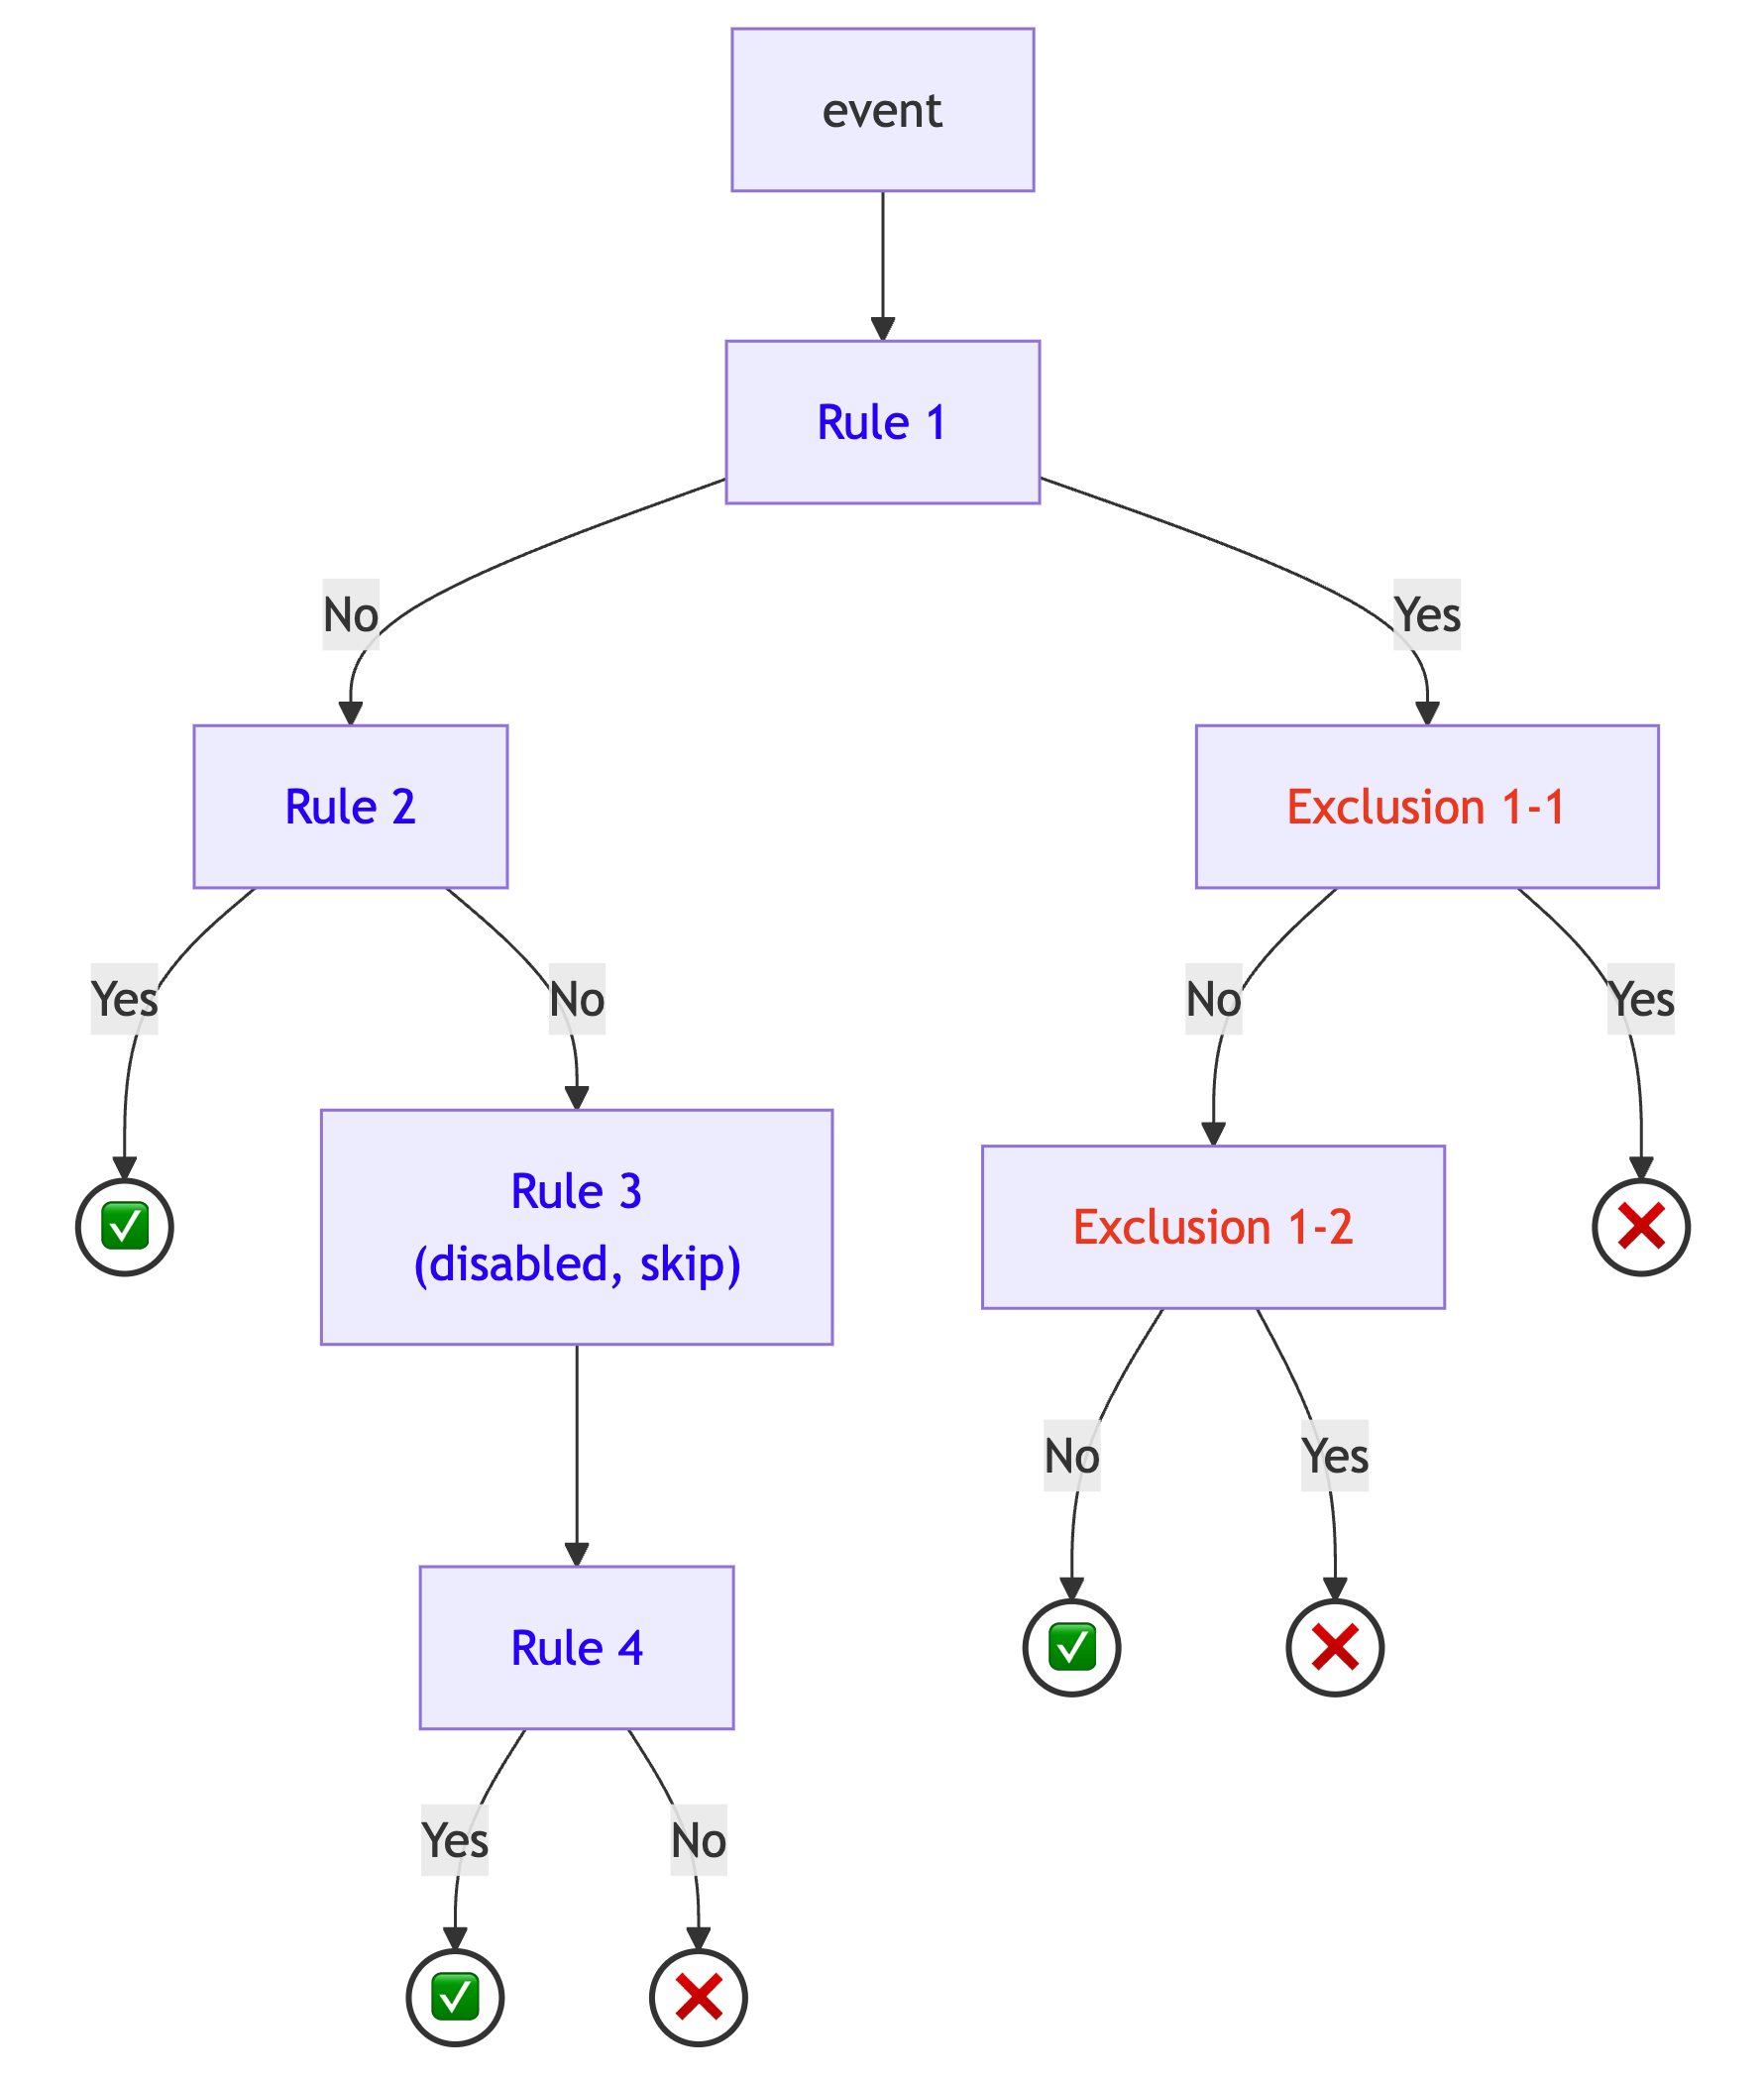 event
Rule 1
No
Yes
Rule 2
Exclusion 1-1
Yes
No
No
Yes
Rule 3
(disabled, skip)
Exclusion 1-2
No
Yes
Rule 4
Yes
No